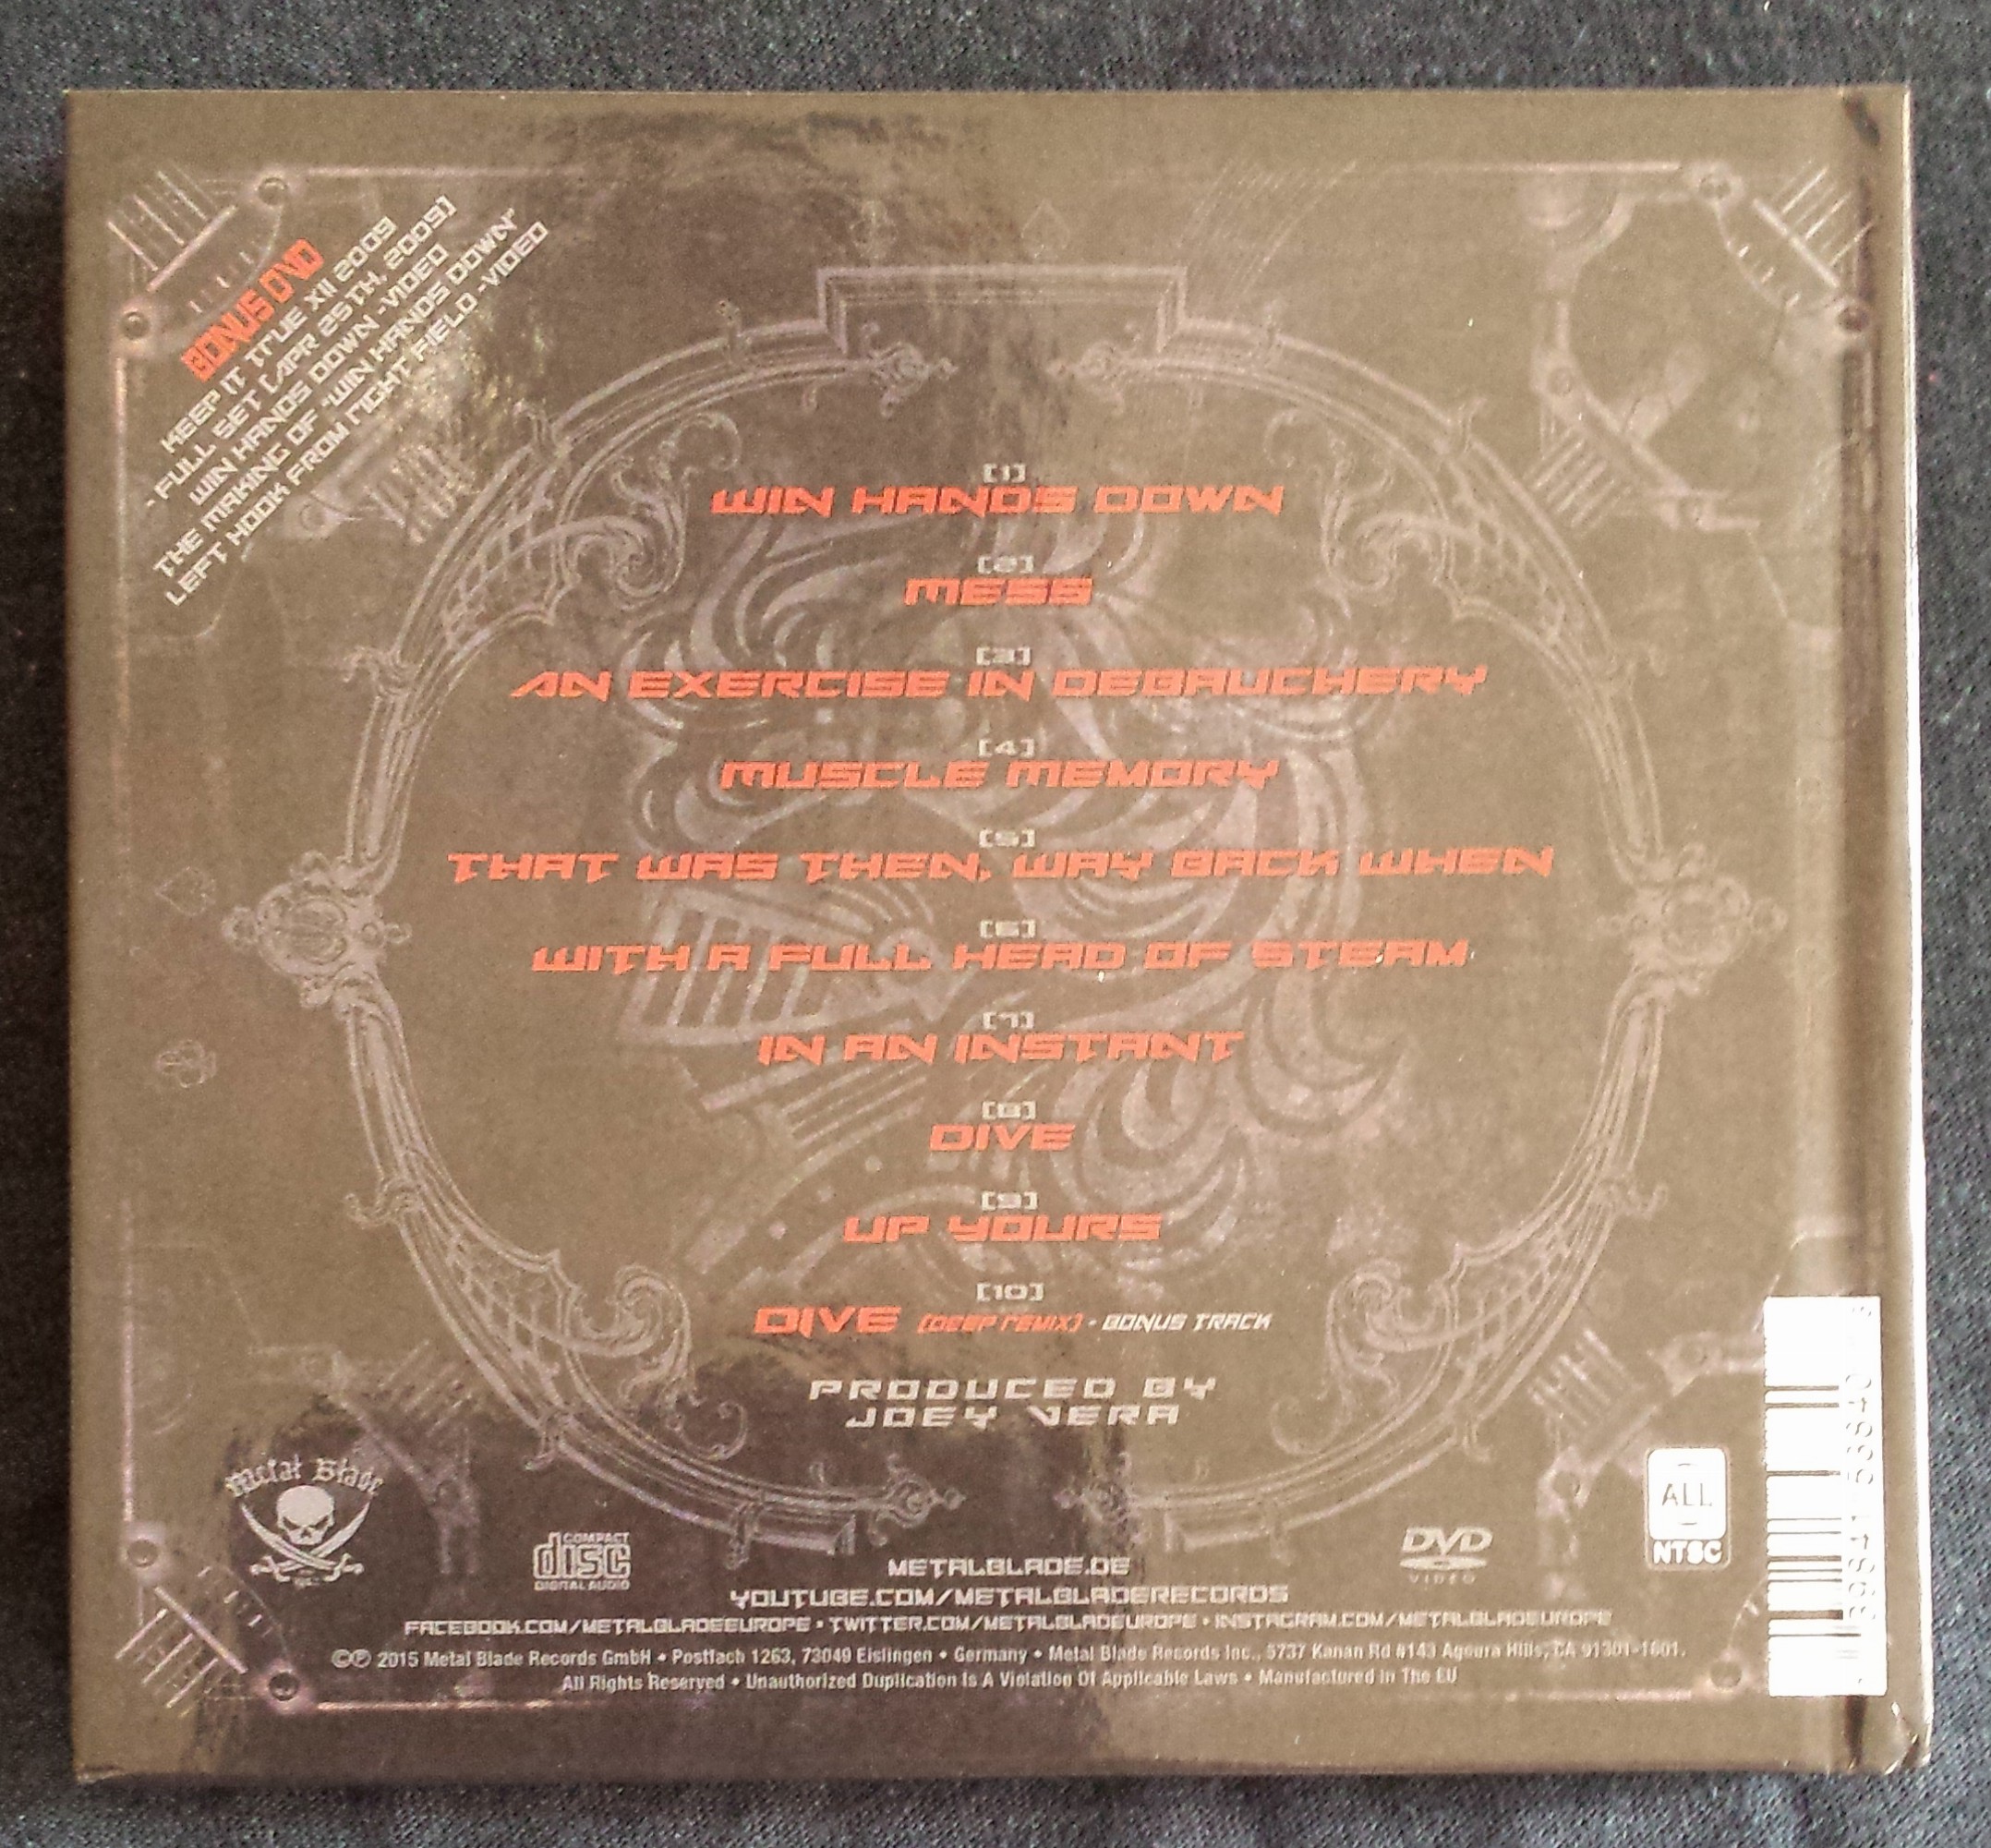 BONUS DVD
KEEP IT TRUE XII 2009
- FULL SET [APR 25TH, 2009]
WIN HANDS DOWN -VIDEO
THE MAKING OF "WIN HANDS DOWN"
LEFT HOOK FROM RIGHT FIELD -VIDEO
[1]
WIN HANDS DOWN
[2]
MESS
[3]
AN EXERCISE IN DEBAUCHERY
[4]
MUSCLE MEMORY
[5]
THAT WAS THEN, WAY BACK WHEN
[6]
WITH A FULL HEAD OF STEAM
[7]
IN AN INSTANT
[8]
DIVE
[9]
UP YOURS
[10]
DIVE [DEEP REMIX] - BONUS TRACK
PRODUCED BY
JOEY VERA
Metal Blade
COMPACT
disc
DIGITAL AUDIO
DVD
VIDEO
ALL
NTSC
METALBLADE.DE
YOUTUBE.COM/METALBLADERECORDS
FACEBOOK.COM/METALBLADEEUROPE • TWITTER.COM/METALBLADEUROPE • INSTAGRAM.COM/METALBLADEUROPE
©℗ 2015 Metal Blade Records GmbH • Postfach 1263, 73049 Eislingen • Germany • Metal Blade Records Inc., 5737 Kanan Rd #143 Agoura Hills, CA 91301-1601.
All Rights Reserved • Unauthorized Duplication Is A Violation Of Applicable Laws • Manufactured in The EU